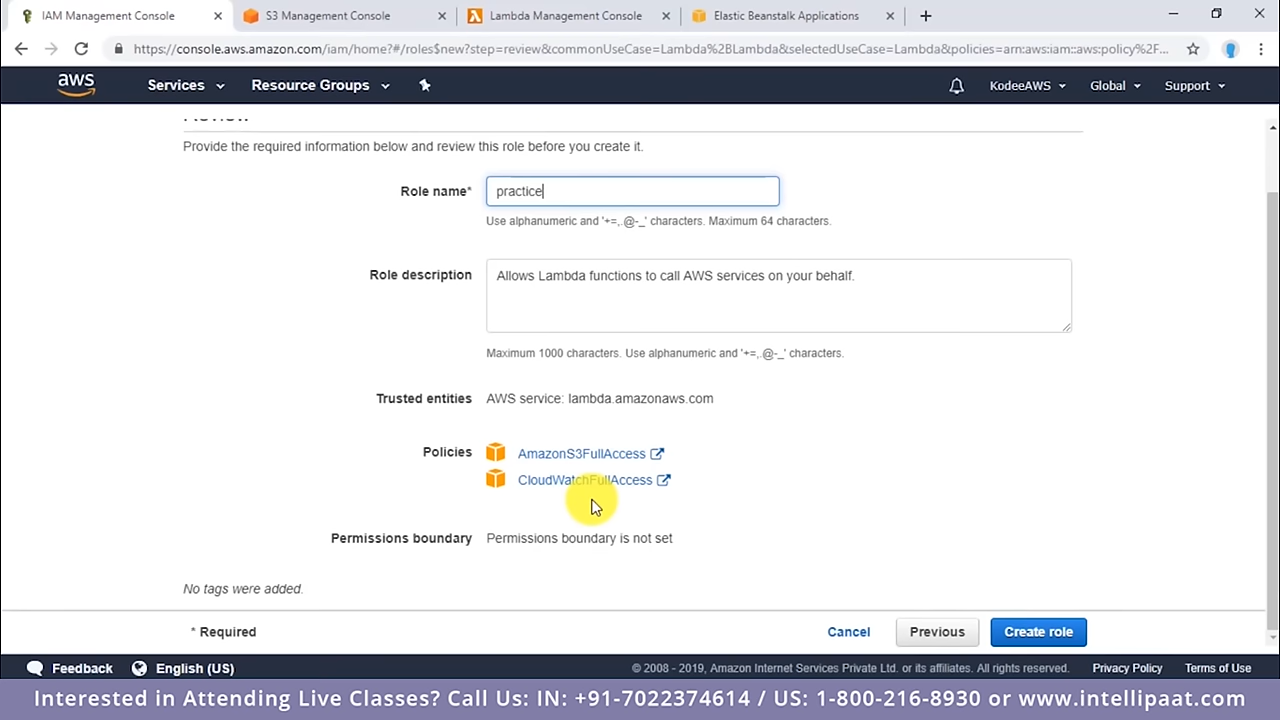 IAM Management Console
S3 Management Console
Lambda Management Console
Elastic Beanstalk Applications
https://console.aws.amazon.com/iam/home?#/roles$new?step=review&commonUseCase=Lambda%2BLambda&selectedUseCase=Lambda&policies=arn:aws:iam::aws:policy%2F...
aws Services Resource Groups KodeeAWS Global Support
Review
Provide the required information below and review this role before you create it.
Role name* practice
Use alphanumeric and '+=,.@-_' characters. Maximum 64 characters.
Role description Allows Lambda functions to call AWS services on your behalf.
Maximum 1000 characters. Use alphanumeric and '+=,.@-_' characters.
Trusted entities AWS service: lambda.amazonaws.com
Policies AmazonS3FullAccess
CloudWatchFullAccess
Permissions boundary Permissions boundary is not set
No tags were added.
* Required Cancel Previous Create role
Feedback English (US) © 2008 - 2019, Amazon Internet Services Private Ltd. or its affiliates. All rights reserved. Privacy Policy Terms of Use
Interested in Attending Live Classes? Call Us: IN: +91-7022374614 / US: 1-800-216-8930 or www.intellipaat.com